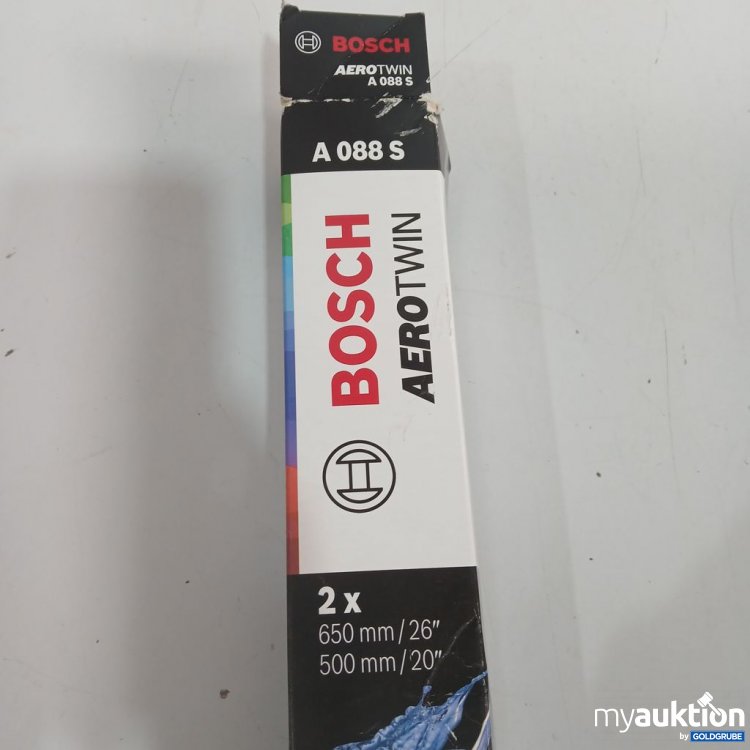 BOSCH
AEROTWIN
A 088 S
A 088 S
BOSCH
AEROTWIN
2 x
650 mm/26"
500 mm/20"
myauktion
by GOLDGRUBE